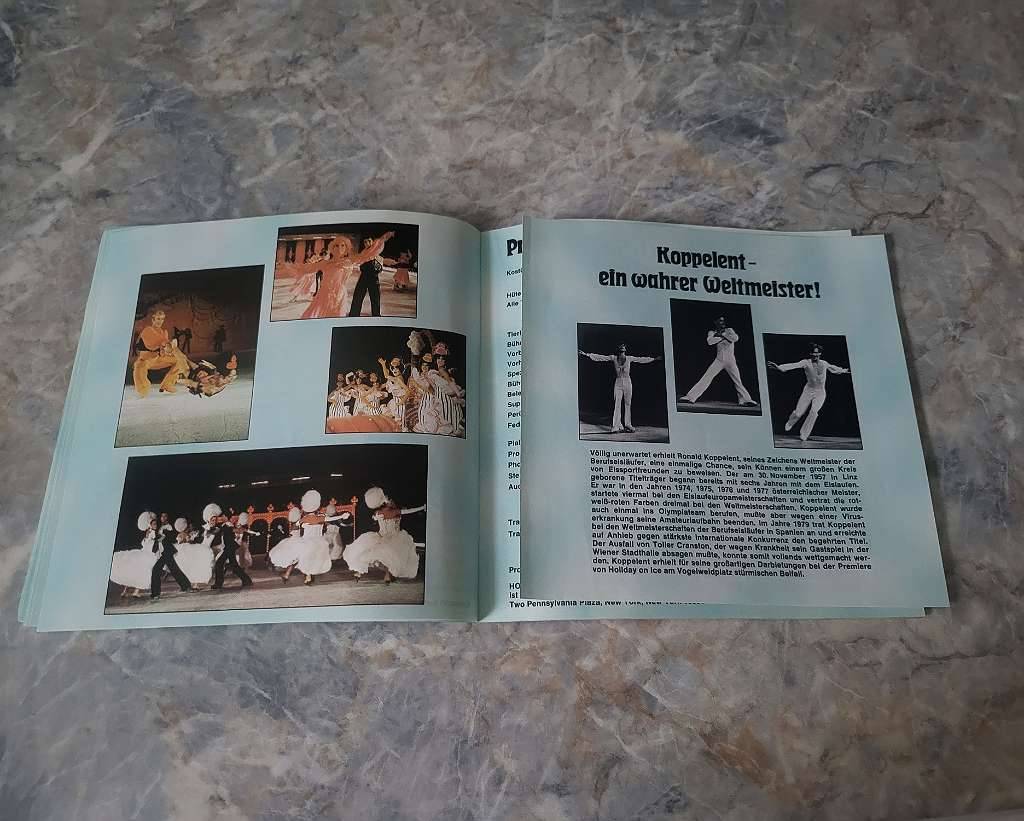 Koppelent –
ein wahrer Weltmeister!
Völlig unerwartet erhielt Ronald Koppelent, seines Zeichens Weltmeister der
Berufseisläufer, eine einmalige Chance, sein Können einem großen Kreis
von Eissportfreunden zu beweisen. Der am 30. November 1957 in Linz
geborene Titelträger begann bereits mit sechs Jahren mit dem Eislaufen.
Er war in den Jahren 1974, 1975, 1976 und 1977 österreichischer Meister,
startete viermal bei den Eislaufeuropameisterschaften und vertrat die rot-
weiß-roten Farben dreimal bei den Weltmeisterschaften. Koppelent wurde
auch einmal ins Olympiateam berufen, mußte aber wegen einer Virus-
erkrankung seine Amateurlaufbahn beenden. Im Jahre 1979 trat Koppelent
bei den Weltmeisterschaften der Berufseisläufer in Spanien an und erreichte
auf Anhieb gegen stärkste internationale Konkurrenz den begehrten Titel.
Der Ausfall von Toller Cranston, der wegen Krankheit sein Gastspiel in der
Wiener Stadthalle absagen mußte, konnte somit vollends wettgemacht wer-
den. Koppelent erhielt für seine großartigen Darbietungen bei der Premiere
von Holiday on Ice am Vogelweidplatz stürmischen Beifall.
Alle
HO
ist
Two Pennsylvania Plaza, New York, New